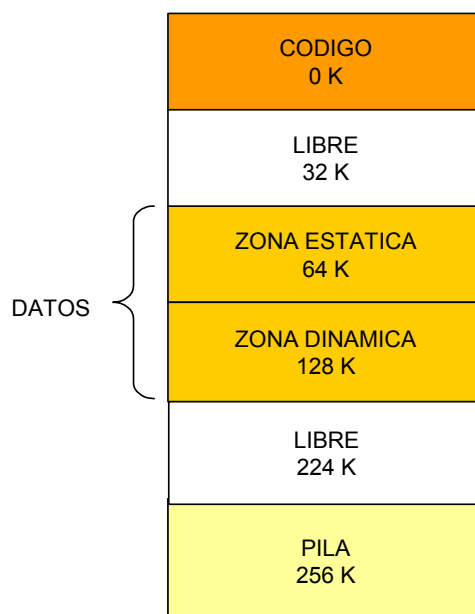 CODIGO
0 K
LIBRE
32 K
ZONA ESTATICA
64 K
DATOS
ZONA DINAMICA
128 K
LIBRE
224 K
PILA
256 K